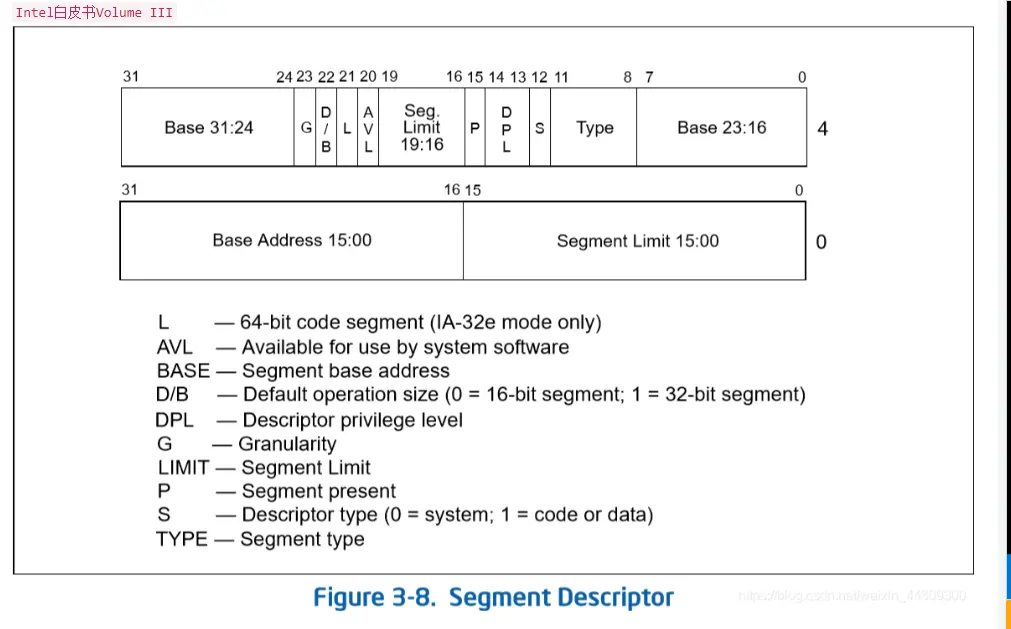 Intel白皮书Volume III
31 24 23 22 21 20 19 16 15 14 13 12 11 8 7 0
Base 31:24 G D/B L AVL Seg. Limit 19:16 P DPL S Type Base 23:16 4
31 16 15 0
Base Address 15:00 Segment Limit 15:00 0
L — 64-bit code segment (IA-32e mode only)
AVL — Available for use by system software
BASE — Segment base address
D/B — Default operation size (0 = 16-bit segment; 1 = 32-bit segment)
DPL — Descriptor privilege level
G — Granularity
LIMIT — Segment Limit
P — Segment present
S — Descriptor type (0 = system; 1 = code or data)
TYPE — Segment type
Figure 3-8. Segment Descriptor